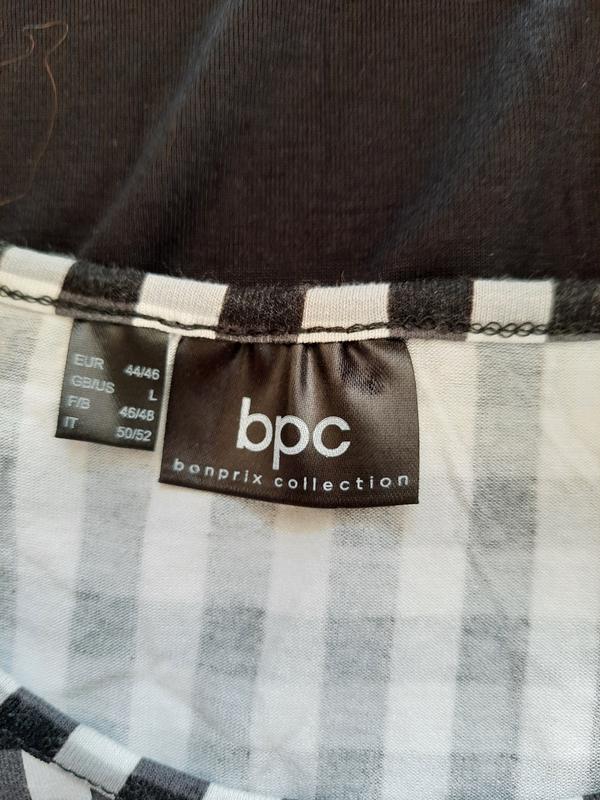 EUR 44/46
GB/US L
F/B 46/48
IT 50/52
bpc
bonprix collection